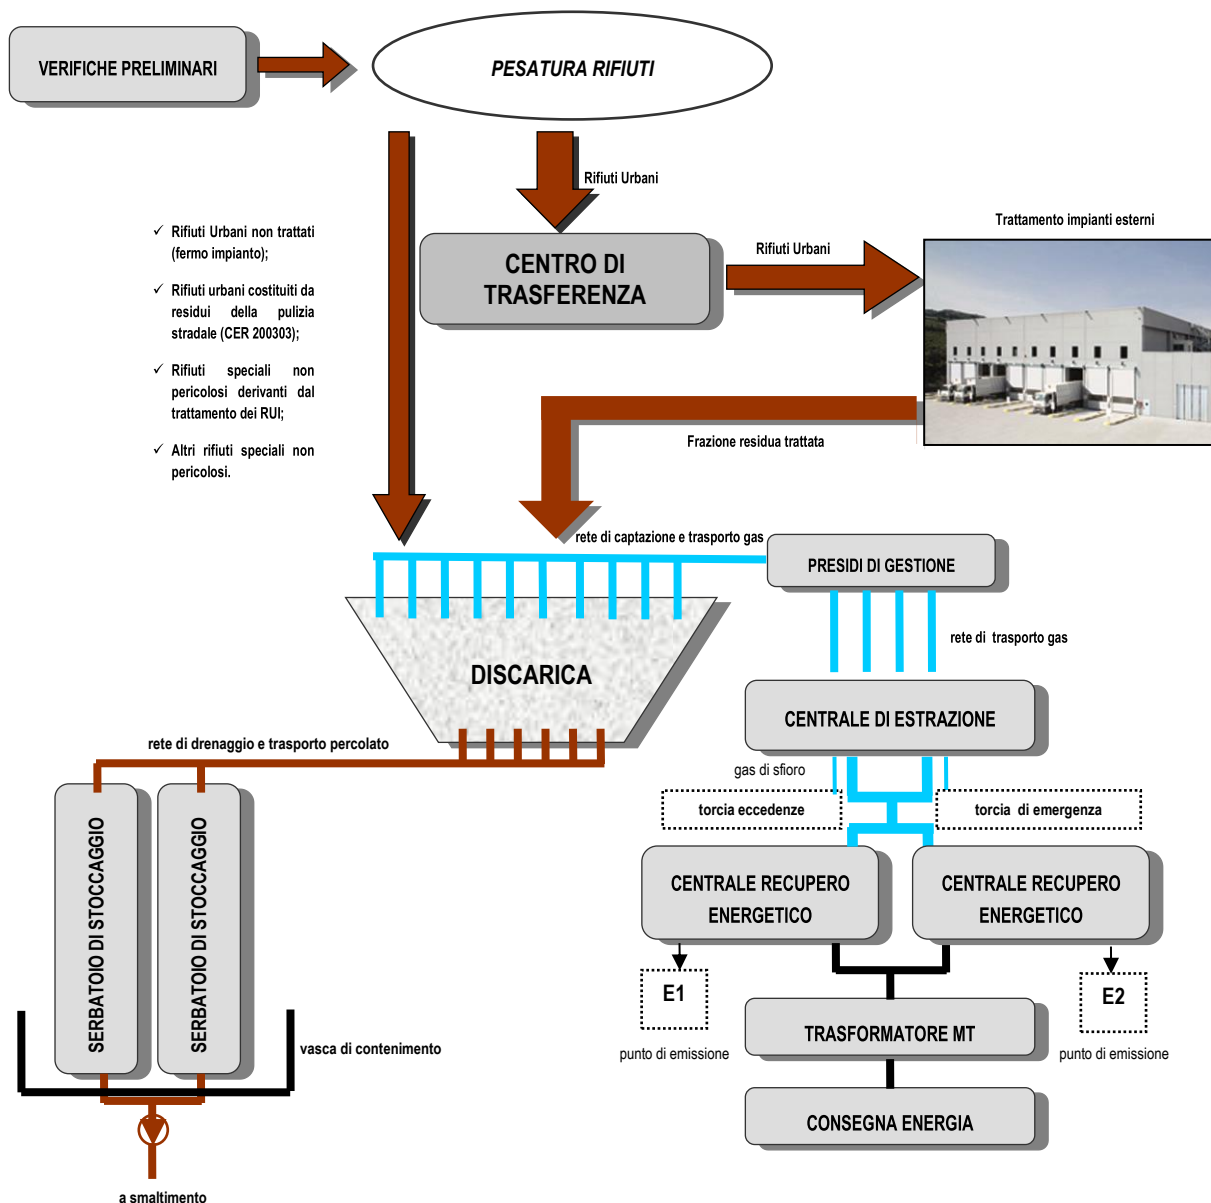 VERIFICHE PRELIMINARI
PESATURA RIFIUTI
Rifiuti Urbani
✓ Rifiuti Urbani non trattati
(fermo impianto);
✓ Rifiuti urbani costituiti da
residui della pulizia
stradale (CER 200303);
✓ Rifiuti speciali non
pericolosi derivanti dal
trattamento dei RUI;
✓ Altri rifiuti speciali non
pericolosi.
CENTRO DI
TRASFERENZA
Rifiuti Urbani
Trattamento impianti esterni
Frazione residua trattata
rete di captazione e trasporto gas
PRESIDI DI GESTIONE
rete di trasporto gas
DISCARICA
CENTRALE DI ESTRAZIONE
rete di drenaggio e trasporto percolato
gas di sfioro
torcia eccedenze
torcia di emergenza
SERBATOIO DI STOCCAGGIO
SERBATOIO DI STOCCAGGIO
CENTRALE RECUPERO
ENERGETICO
CENTRALE RECUPERO
ENERGETICO
E1
E2
punto di emissione
punto di emissione
TRASFORMATORE MT
vasca di contenimento
CONSEGNA ENERGIA
a smaltimento